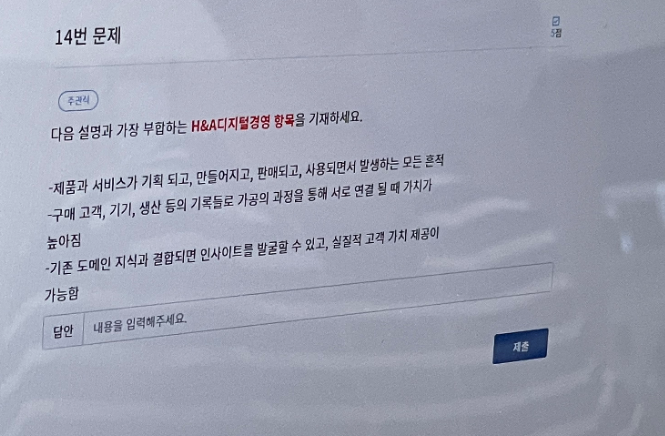 14번 문제
5점
주관식
다음 설명과 가장 부합하는 H&A디지털경영 항목을 기재하세요.
-제품과 서비스가 기획 되고, 만들어지고, 판매되고, 사용되면서 발생하는 모든 흔적
-구매 고객, 기기, 생산 등의 기록들로 가공의 과정을 통해 서로 연결 될 때 가치가
높아짐
-기존 도메인 지식과 결합되면 인사이트를 발굴할 수 있고, 실질적 고객 가치 제공이
가능함
답안 내용을 입력해주세요.
제출